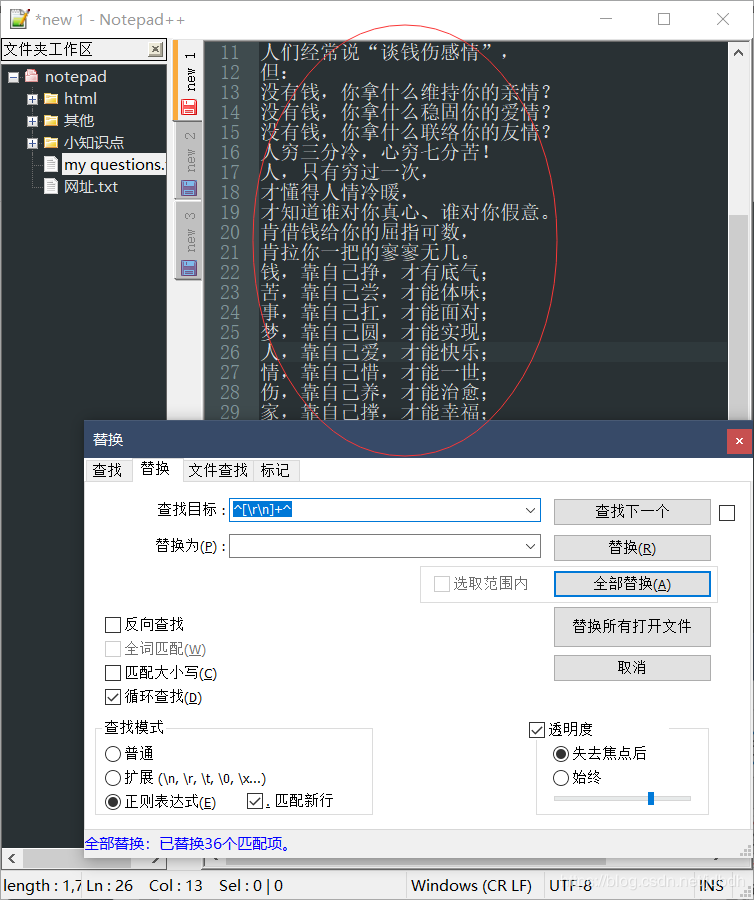 *new 1 - Notepad++
文件夹工作区
notepad
html
其他
小知识点
my questions.
网址.txt
new 1
new 2
new 3
11 人们经常说“谈钱伤感情”，
12 但：
13 没有钱，你拿什么维持你的亲情？
14 没有钱，你拿什么稳固你的爱情？
15 没有钱，你拿什么联络你的友情？
16 人穷三分冷，心穷七分苦！
17 人，只有穷过一次，
18 才懂得人情冷暖，
19 才知道谁对你真心、谁对你假意。
20 肯借钱给你的屈指可数，
21 肯拉你一把的寥寥无几。
22 钱，靠自己挣，才有底气；
23 苦，靠自己尝，才能体味；
24 事，靠自己扛，才能面对；
25 梦，靠自己圆，才能实现；
26 人，靠自己爱，才能快乐；
27 情，靠自己惜，才能一世；
28 伤，靠自己养，才能治愈；
29 家，靠自己撑，才能幸福；
替换
查找 替换 文件查找 标记
查找目标： ^[\r\n]+^ 查找下一个
替换为(P)： 替换(R)
选取范围内 全部替换(A)
替换所有打开文件
取消
反向查找
全词匹配(W)
匹配大小写(C)
循环查找(D)
查找模式
普通
扩展 (\n, \r, \t, \0, \x...)
正则表达式(E) . 匹配新行
透明度
失去焦点后
始终
全部替换：已替换36个匹配项。
length : 1,7 Ln : 26 Col : 13 Sel : 0 | 0 Windows (CR LF) UTF-8 INS